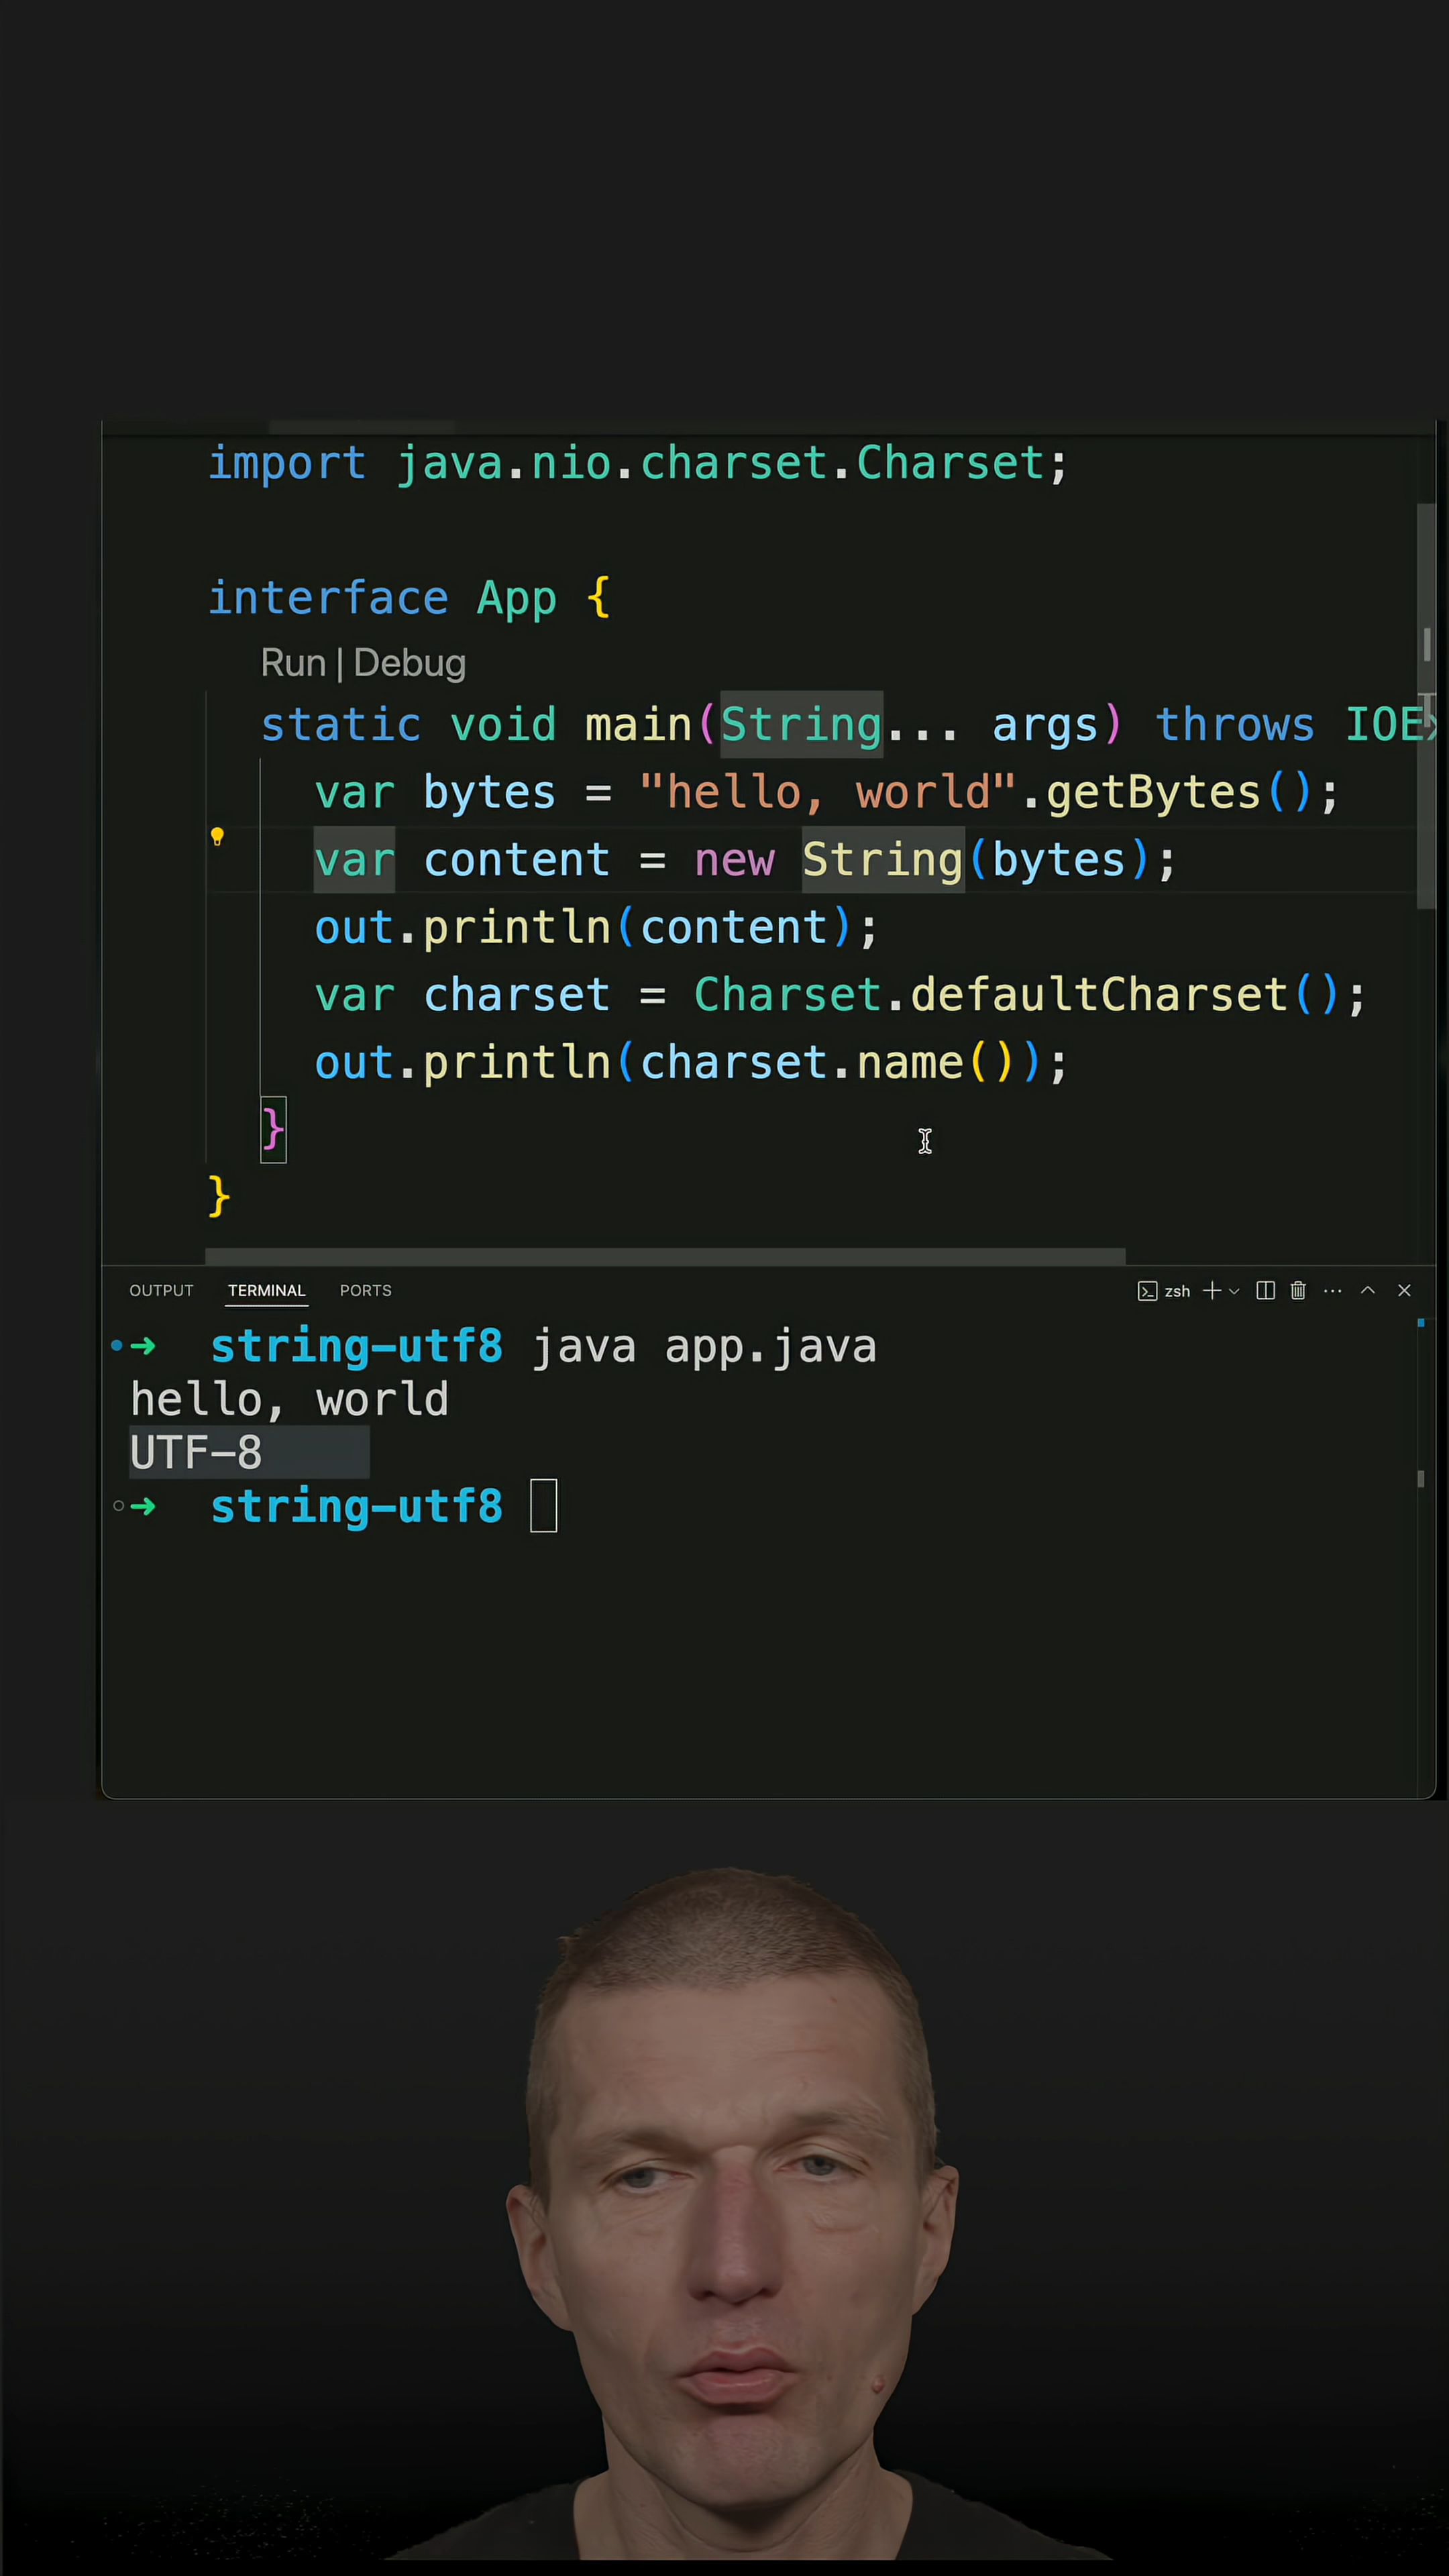 import java.nio.charset.Charset;
interface App {
Run | Debug
static void main(String... args) throws
var bytes = "hello, world".getBytes();
var content = new String(bytes);
out.println(content);
var charset = Charset.defaultCharset();
out.println(charset.name());
}
}
OUTPUT TERMINAL PORTS zsh
string-utf8 java app.java
hello, world
UTF-8
string-utf8